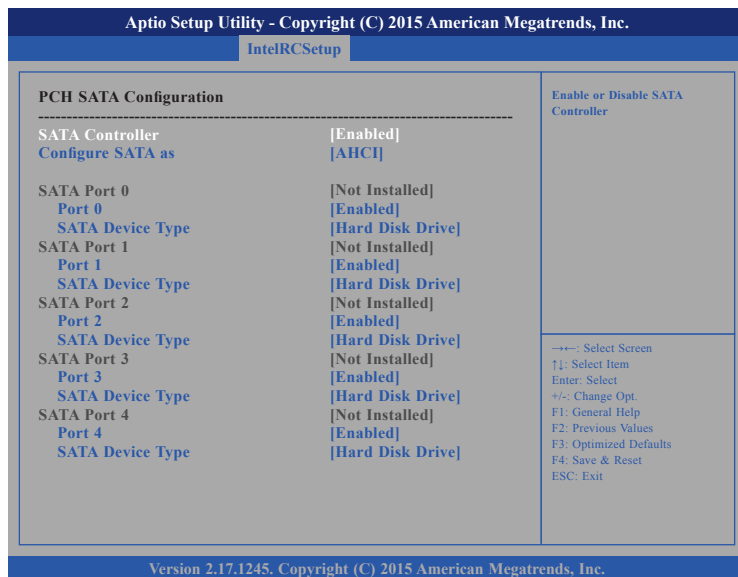 Aptio Setup Utility - Copyright (C) 2015 American Megatrends, Inc.
IntelRCSetup
PCH SATA Configuration
--------------------------------------------------------------------------------
SATA Controller [Enabled]
Configure SATA as [AHCI]
SATA Port 0 [Not Installed]
Port 0 [Enabled]
SATA Device Type [Hard Disk Drive]
SATA Port 1 [Not Installed]
Port 1 [Enabled]
SATA Device Type [Hard Disk Drive]
SATA Port 2 [Not Installed]
Port 2 [Enabled]
SATA Device Type [Hard Disk Drive]
SATA Port 3 [Not Installed]
Port 3 [Enabled]
SATA Device Type [Hard Disk Drive]
SATA Port 4 [Not Installed]
Port 4 [Enabled]
SATA Device Type [Hard Disk Drive]
Enable or Disable SATA
Controller
→←: Select Screen
↑↓: Select Item
Enter: Select
+/-: Change Opt.
F1: General Help
F2: Previous Values
F3: Optimized Defaults
F4: Save & Reset
ESC: Exit
Version 2.17.1245. Copyright (C) 2015 American Megatrends, Inc.